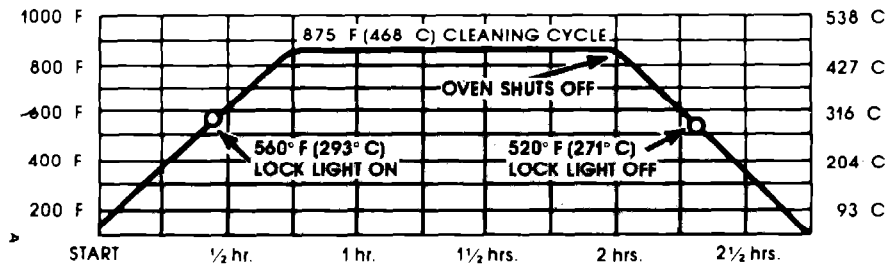 1000 F
538 C
875 F (468 C) CLEANING CYCLE
800 F
427 C
OVEN SHUTS OFF
600 F
316 C
560° F (293° C)
LOCK LIGHT ON
520° F (271° C)
LOCK LIGHT OFF
400 F
204 C
200 F
93 C
START
½ hr.
1 hr.
1½ hrs.
2 hrs.
2½ hrs.